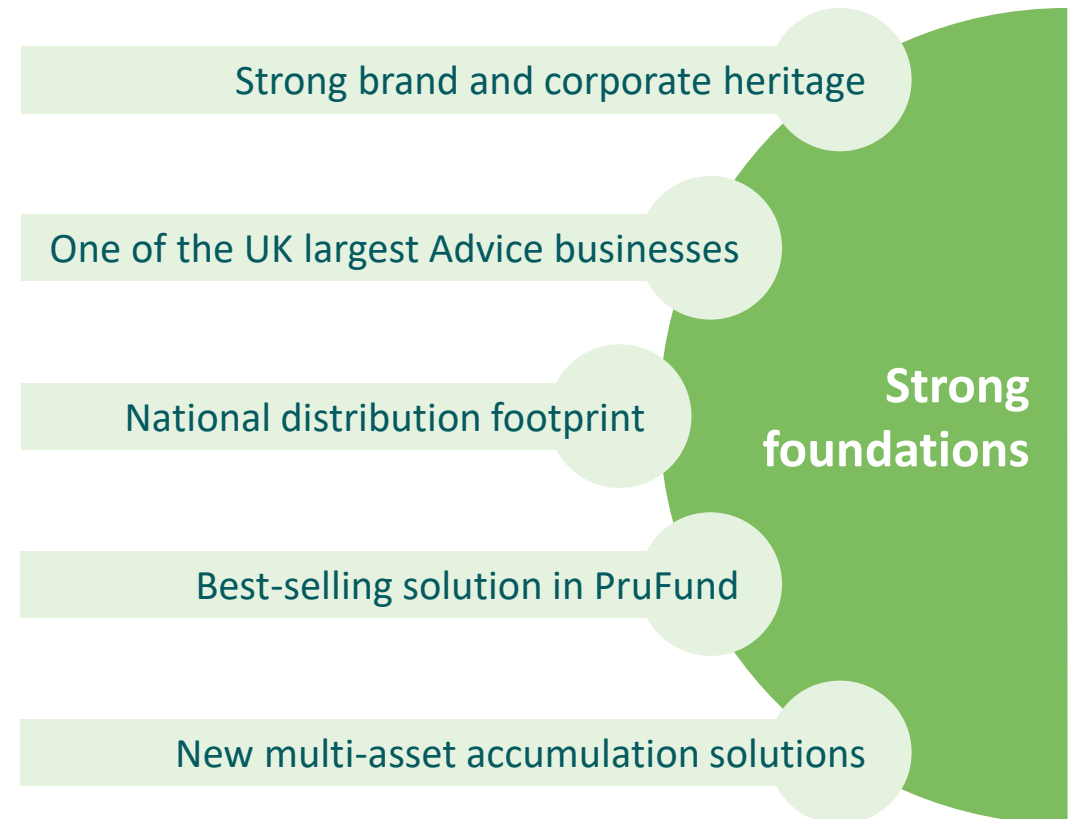 Strong brand and corporate heritage
One of the UK largest Advice businesses
National distribution footprint
Best-selling solution in PruFund
New multi-asset accumulation solutions
Strong
foundations